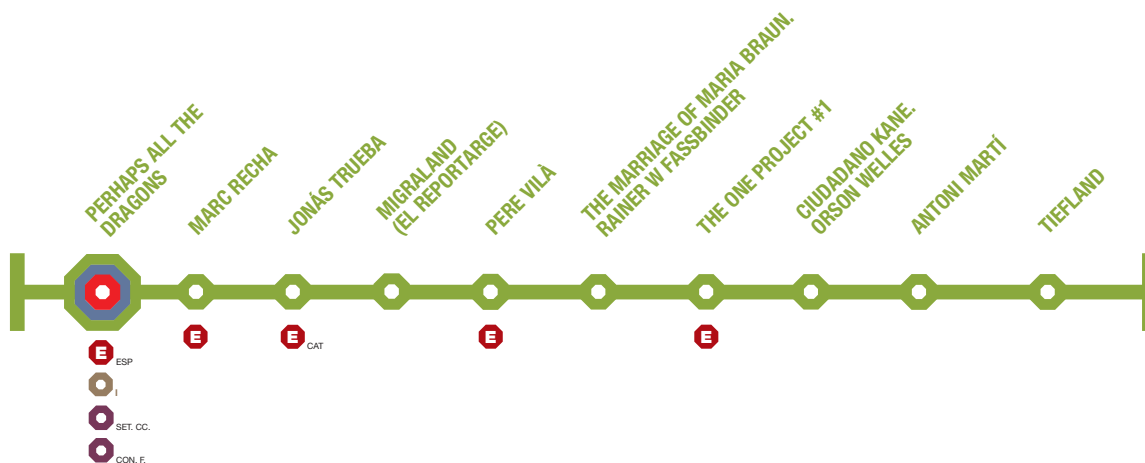 PERHAPS ALL THE
DRAGONS
MARC RECHA
JONÁS TRUEBA
MIGRALAND
(EL REPORTARGE)
PERE VILÀ
THE MARRIAGE OF MARIA BRAUN.
RAINER W FASSBINDER
THE ONE PROJECT #1
CIUDADANO KANE.
ORSON WELLES
ANTONI MARTÍ
TIEFLAND
E ESP
I
SET. CC.
CON. F.
E
E CAT
E
E